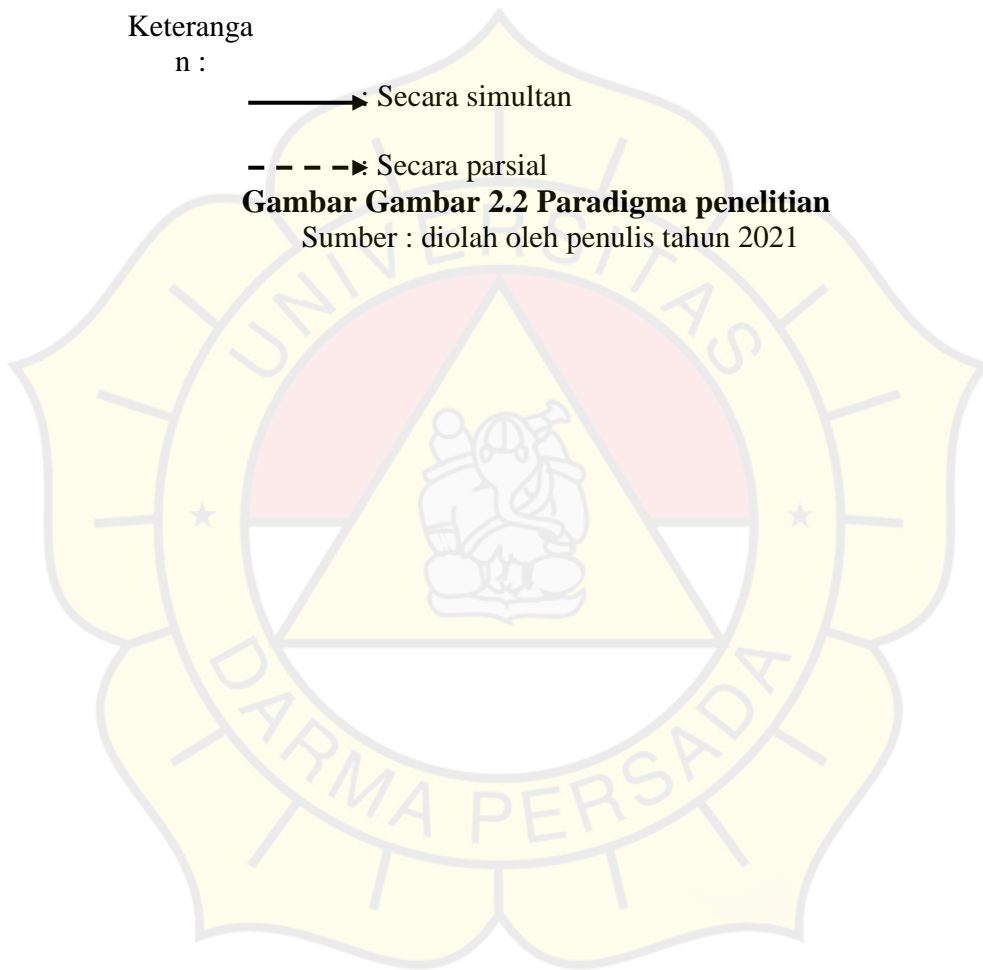 Keteranga
n :
: Secara simultan
: Secara parsial
Gambar Gambar 2.2 Paradigma penelitian
Sumber : diolah oleh penulis tahun 2021
UNIVERSITAS
DARMA PERSADA